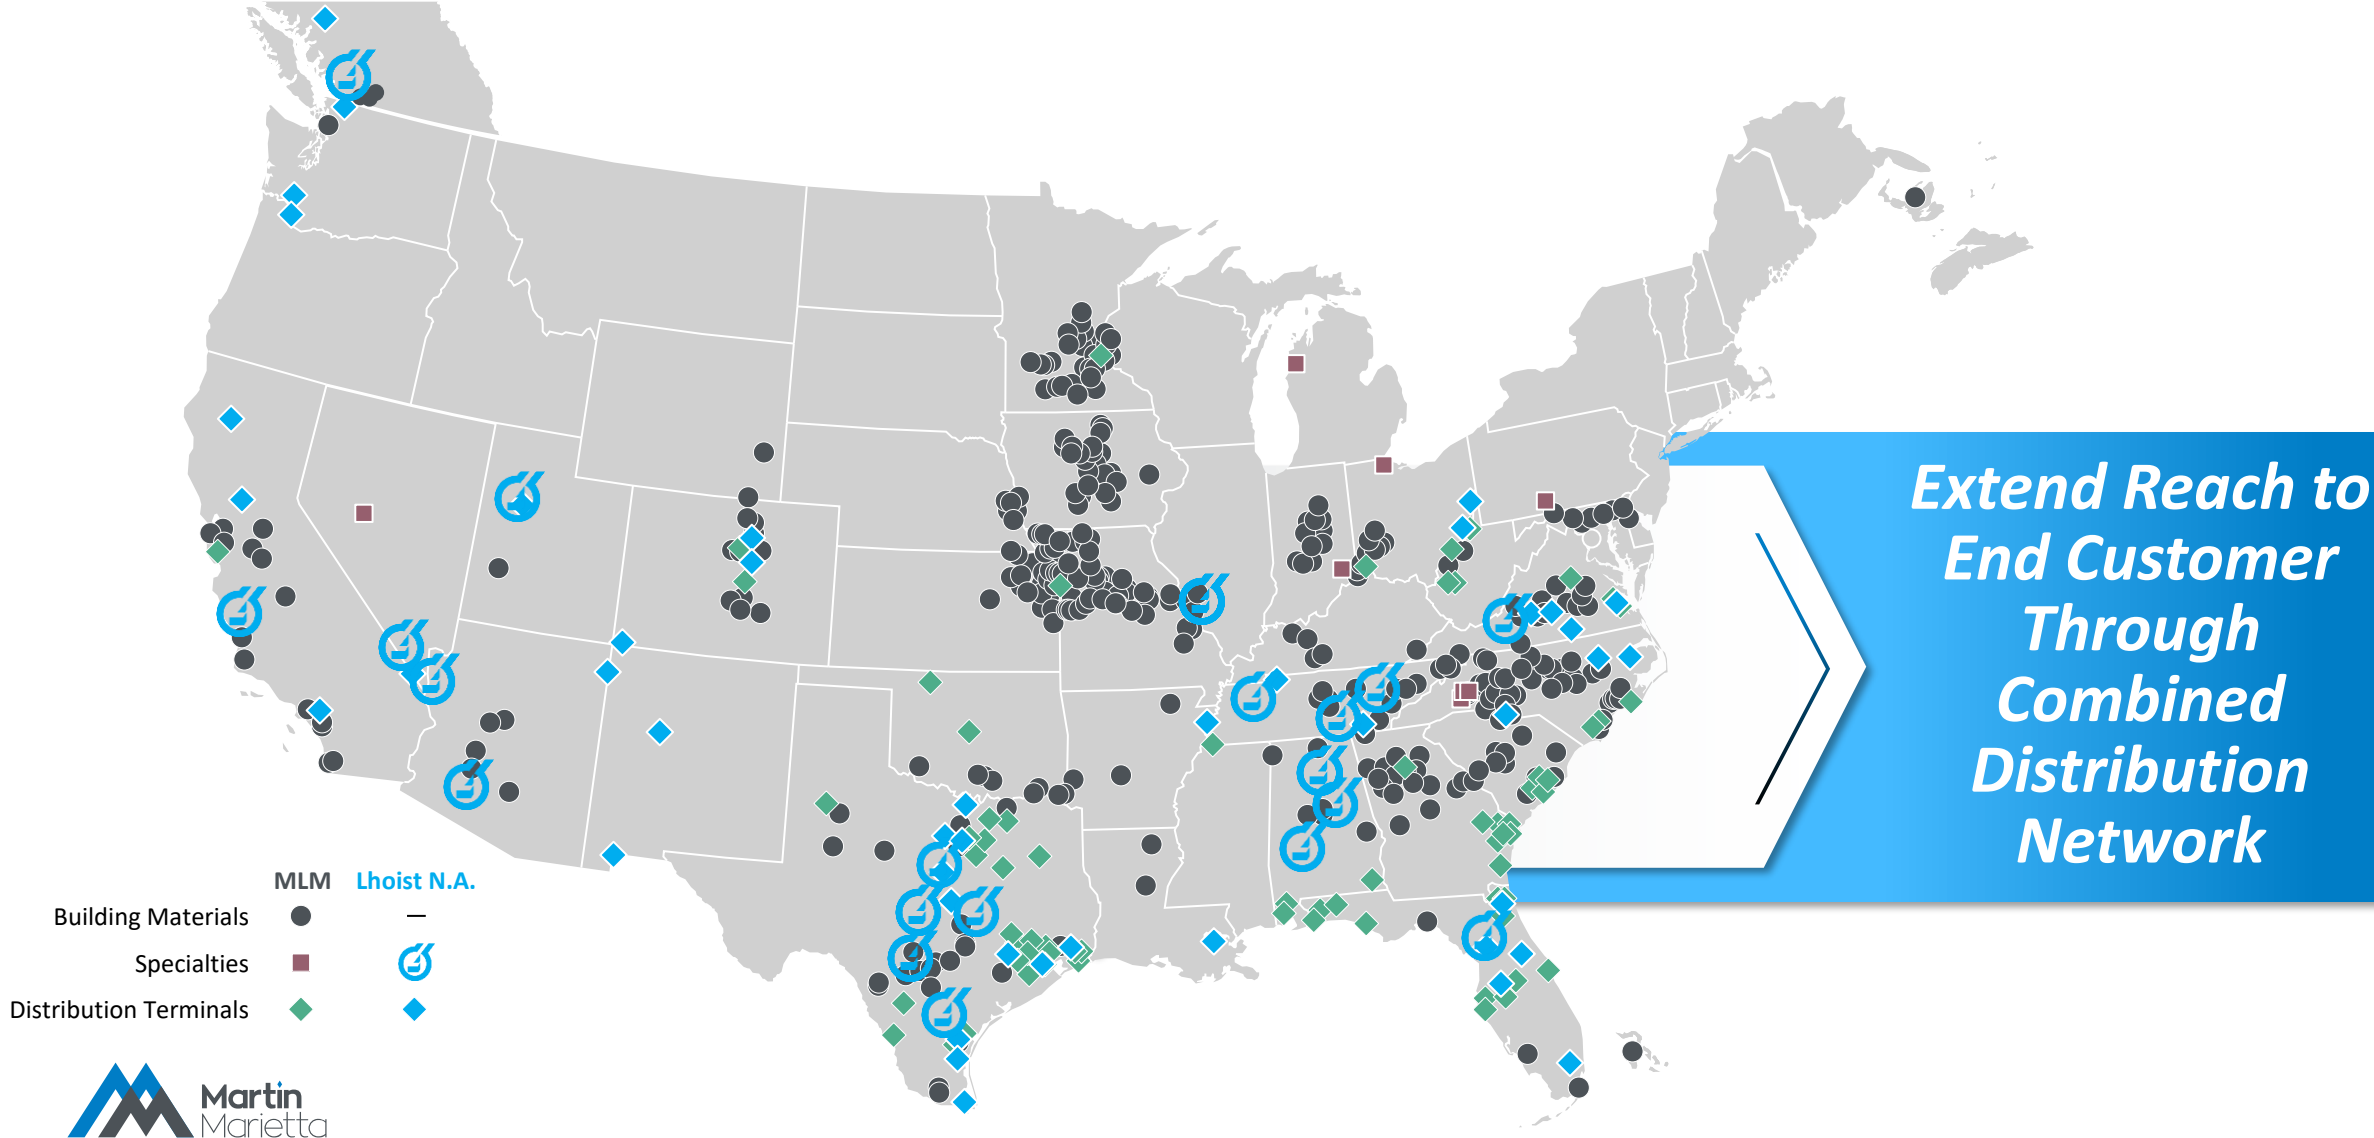 Extend Reach to
End Customer
Through
Combined
Distribution
Network
MLM Lhoist N.A.
Building Materials —
Specialties
Distribution Terminals
Martin
Marietta